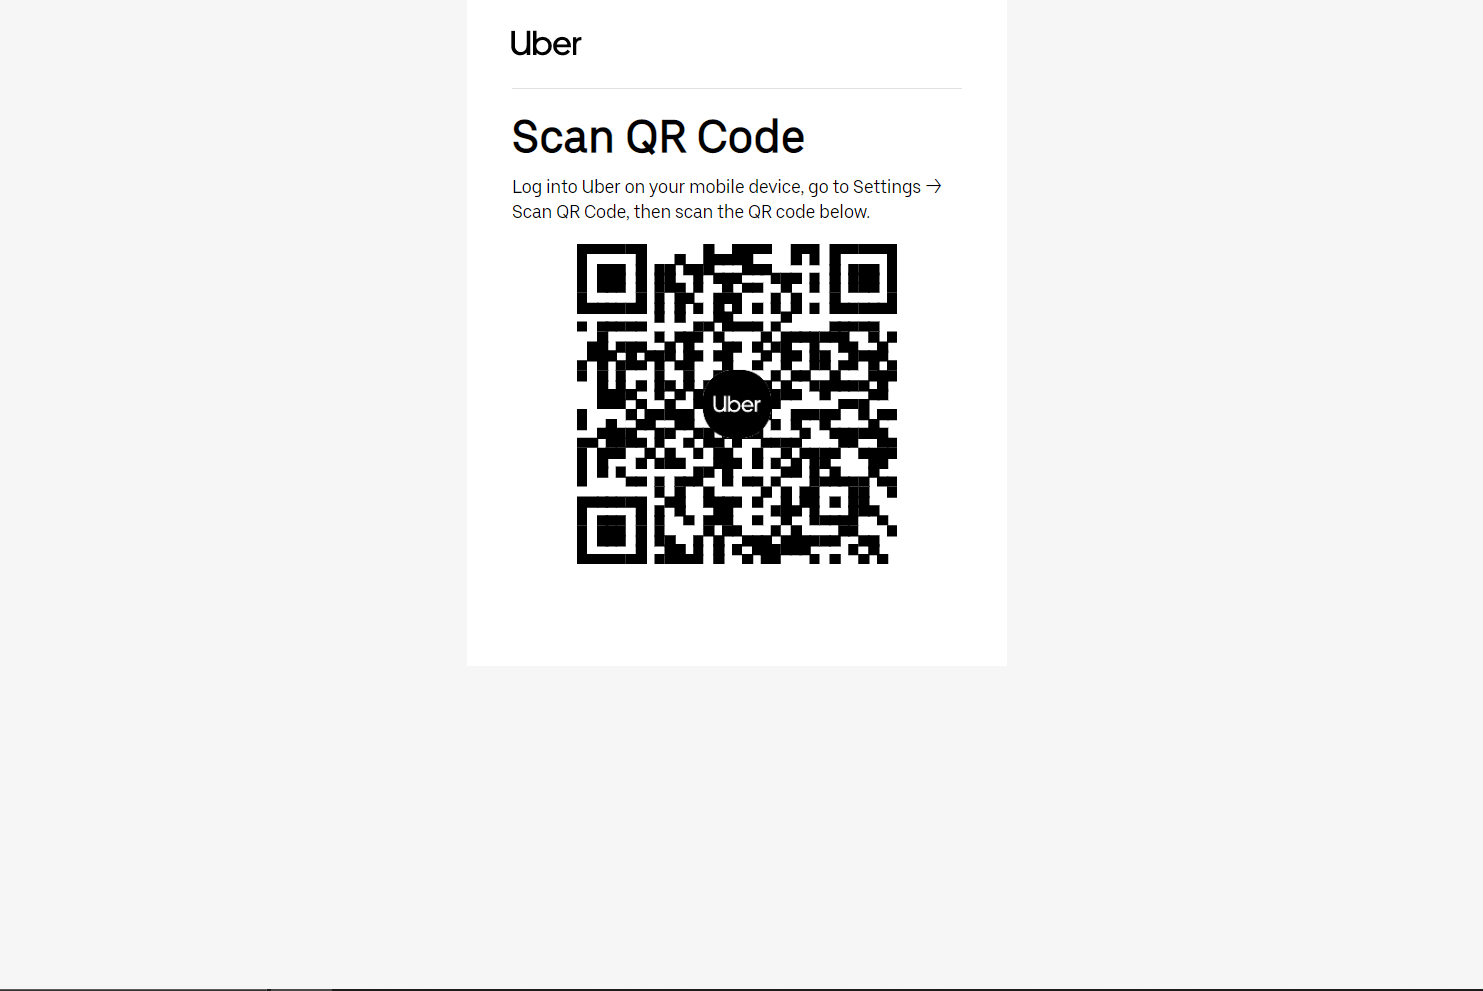 Uber
Scan QR Code
Log into Uber on your mobile device, go to Settings →
Scan QR Code, then scan the QR code below.
Uber